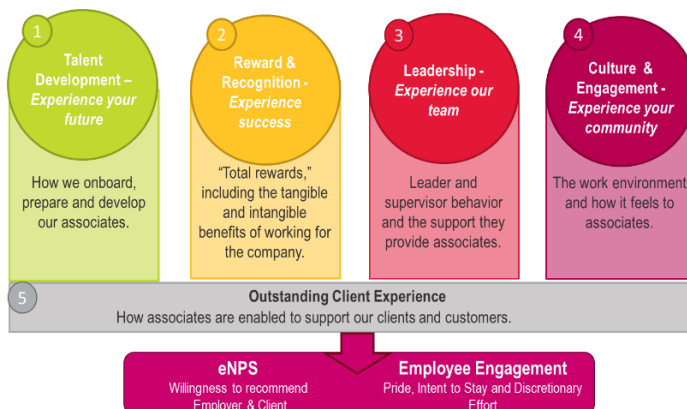 1
Talent
Development –
Experience your
future
How we onboard,
prepare and develop
our associates.
2
Reward &
Recognition -
Experience
success
“Total rewards,”
including the tangible
and intangible
benefits of working for
the company.
3
Leadership -
Experience our
team
Leader and
supervisor behavior
and the support they
provide associates.
4
Culture &
Engagement -
Experience your
community
The work environment
and how it feels to
associates.
5
Outstanding Client Experience
How associates are enabled to support our clients and customers.
eNPS
Willingness to recommend
Employer & Client
Employee Engagement
Pride, Intent to Stay and Discretionary
Effort